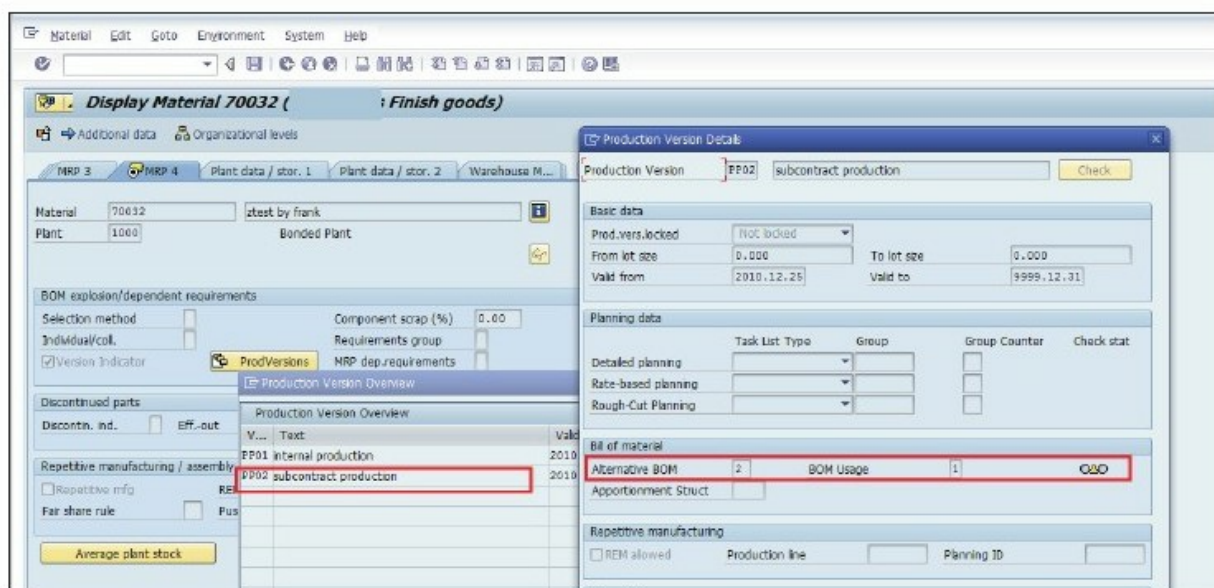 Material Edit Goto Environment System Help
Display Material 70032 ( : Finish goods)
Additional data Organizational levels
MRP 3 MRP 4 Plant data / stor. 1 Plant data / stor. 2 Warehouse M...
Material 70032 ztest by frank
Plant 1000 Bonded Plant
BOM explosion/dependent requirements
Selection method Component scrap (%) 0.00
Individual/coll. Requirements group
Version Indicator ProdVersions MRP dep.requirements
Discontinued parts
Discontin. ind. Eff.-out
Repetitive manufacturing / assembly
Repetitive mfg RE
Fair share rule Pus
Average plant stock
Production Version Overview
Production Version Overview
V... Text Valid
PP01 internal production 2010
PP02 subcontract production 2010
Production Version Details
Production Version PP02 subcontract production Check
Basic data
Prod.vers.locked Not locked
From lot size 0.000 To lot size 0.000
Valid from 2010.12.25 Valid to 9999.12.31
Planning data
Task List Type Group Group Counter Check stat
Detailed planning
Rate-based planning
Rough-Cut Planning
Bill of material
Alternative BOM 2 BOM Usage 1
Apportionment Struct
Repetitive manufacturing
REM allowed Production line Planning ID